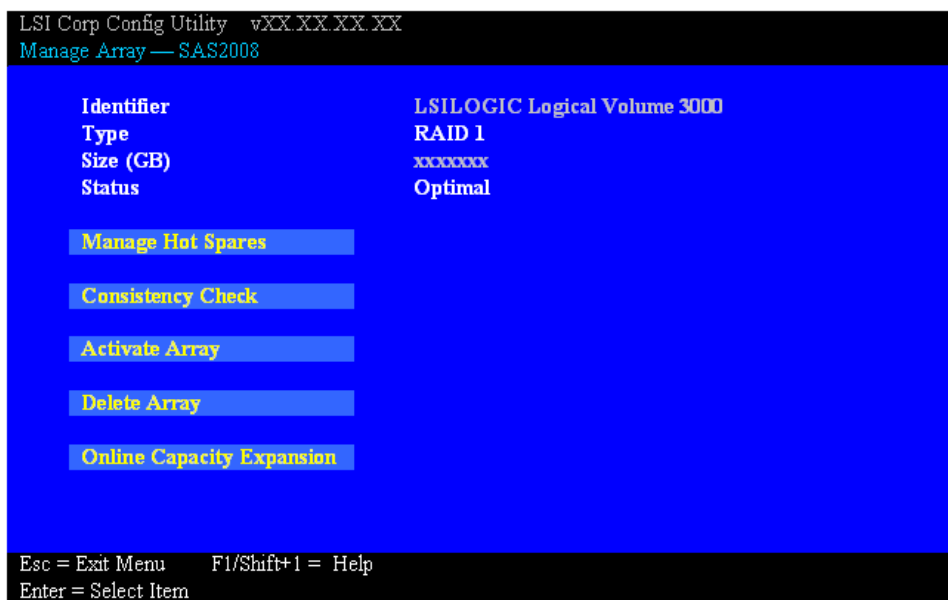 LSI Corp Config Utility vXX.XX.XX.XX
Manage Array — SAS2008
Identifier LSILOGIC Logical Volume 3000
Type RAID 1
Size (GB) xxxxxxx
Status Optimal
Manage Hot Spares
Consistency Check
Activate Array
Delete Array
Online Capacity Expansion
Esc = Exit Menu F1/Shift+1 = Help
Enter = Select Item